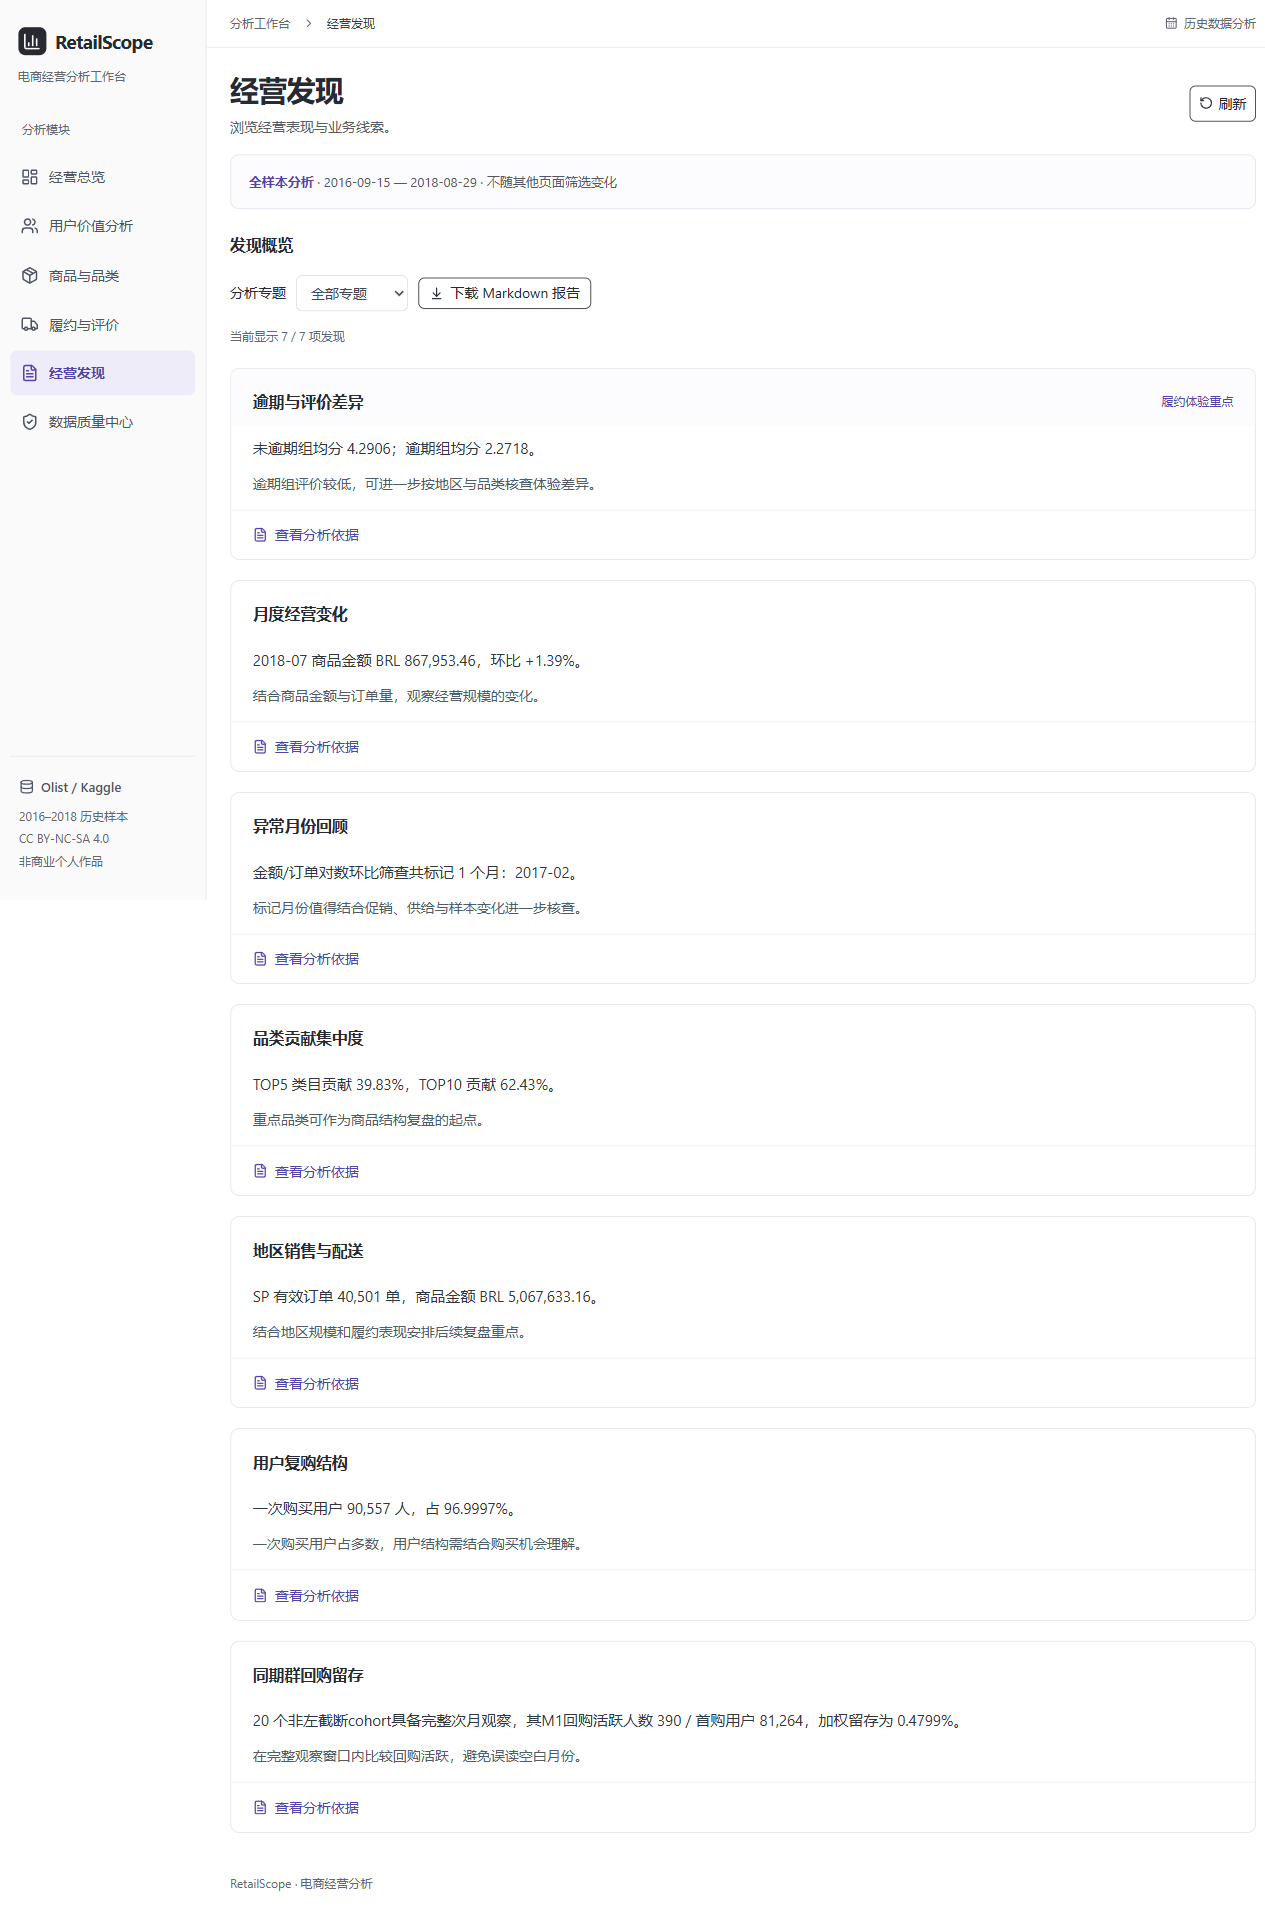 RetailScope
电商经营分析工作台
分析模块
经营总览
用户价值分析
商品与品类
履约与评价
经营发现
数据质量中心
Olist / Kaggle
2016–2018 历史样本
CC BY-NC-SA 4.0
非商业个人作品
分析工作台 > 经营发现
历史数据分析
经营发现
浏览经营表现与业务线索。
刷新
全样本分析 · 2016-09-15 — 2018-08-29 · 不随其他页面筛选变化
发现概览
分析专题 全部专题 下载 Markdown 报告
当前显示 7 / 7 项发现
逾期与评价差异 履约体验重点
未逾期组均分 4.2906；逾期组均分 2.2718。
逾期组评价较低，可进一步按地区与品类核查体验差异。
查看分析依据
月度经营变化
2018-07 商品金额 BRL 867,953.46，环比 +1.39%。
结合商品金额与订单量，观察经营规模的变化。
查看分析依据
异常月份回顾
金额/订单对数环比筛查共标记 1 个月：2017-02。
标记月份值得结合促销、供给与样本变化进一步核查。
查看分析依据
品类贡献集中度
TOP5 类目贡献 39.83%，TOP10 贡献 62.43%。
重点品类可作为商品结构复盘的起点。
查看分析依据
地区销售与配送
SP 有效订单 40,501 单，商品金额 BRL 5,067,633.16。
结合地区规模和履约表现安排后续复盘重点。
查看分析依据
用户复购结构
一次购买用户 90,557 人，占 96.9997%。
一次购买用户占多数，用户结构需结合购买机会理解。
查看分析依据
同期群回购留存
20 个非左截断cohort具备完整次月观察，其M1回购活跃人数 390 / 首购用户 81,264，加权留存为 0.4799%。
在完整观察窗口内比较回购活跃，避免误读空白月份。
查看分析依据
RetailScope · 电商经营分析